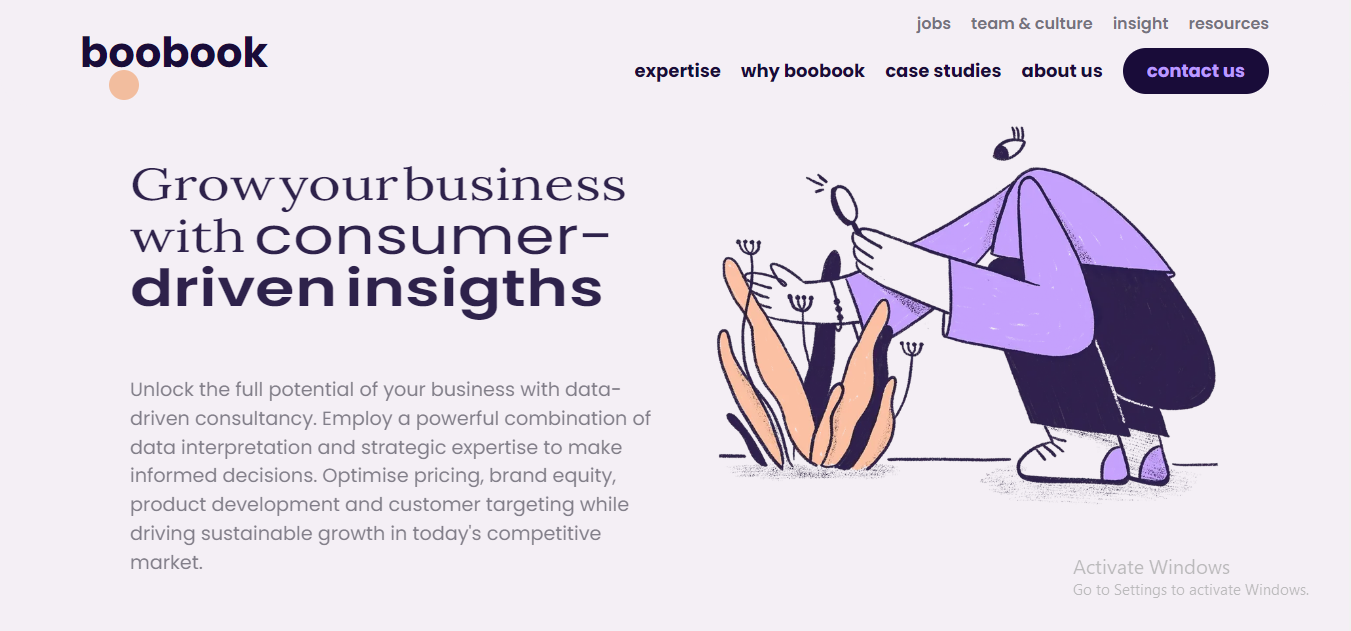 jobs team & culture insight resources
boobook
expertise why boobook case studies about us contact us
Grow your business
with consumer-
driven insigths
Unlock the full potential of your business with data-
driven consultancy. Employ a powerful combination of
data interpretation and strategic expertise to make
informed decisions. Optimise pricing, brand equity,
product development and customer targeting while
driving sustainable growth in today's competitive
market.
Activate Windows
Go to Settings to activate Windows.